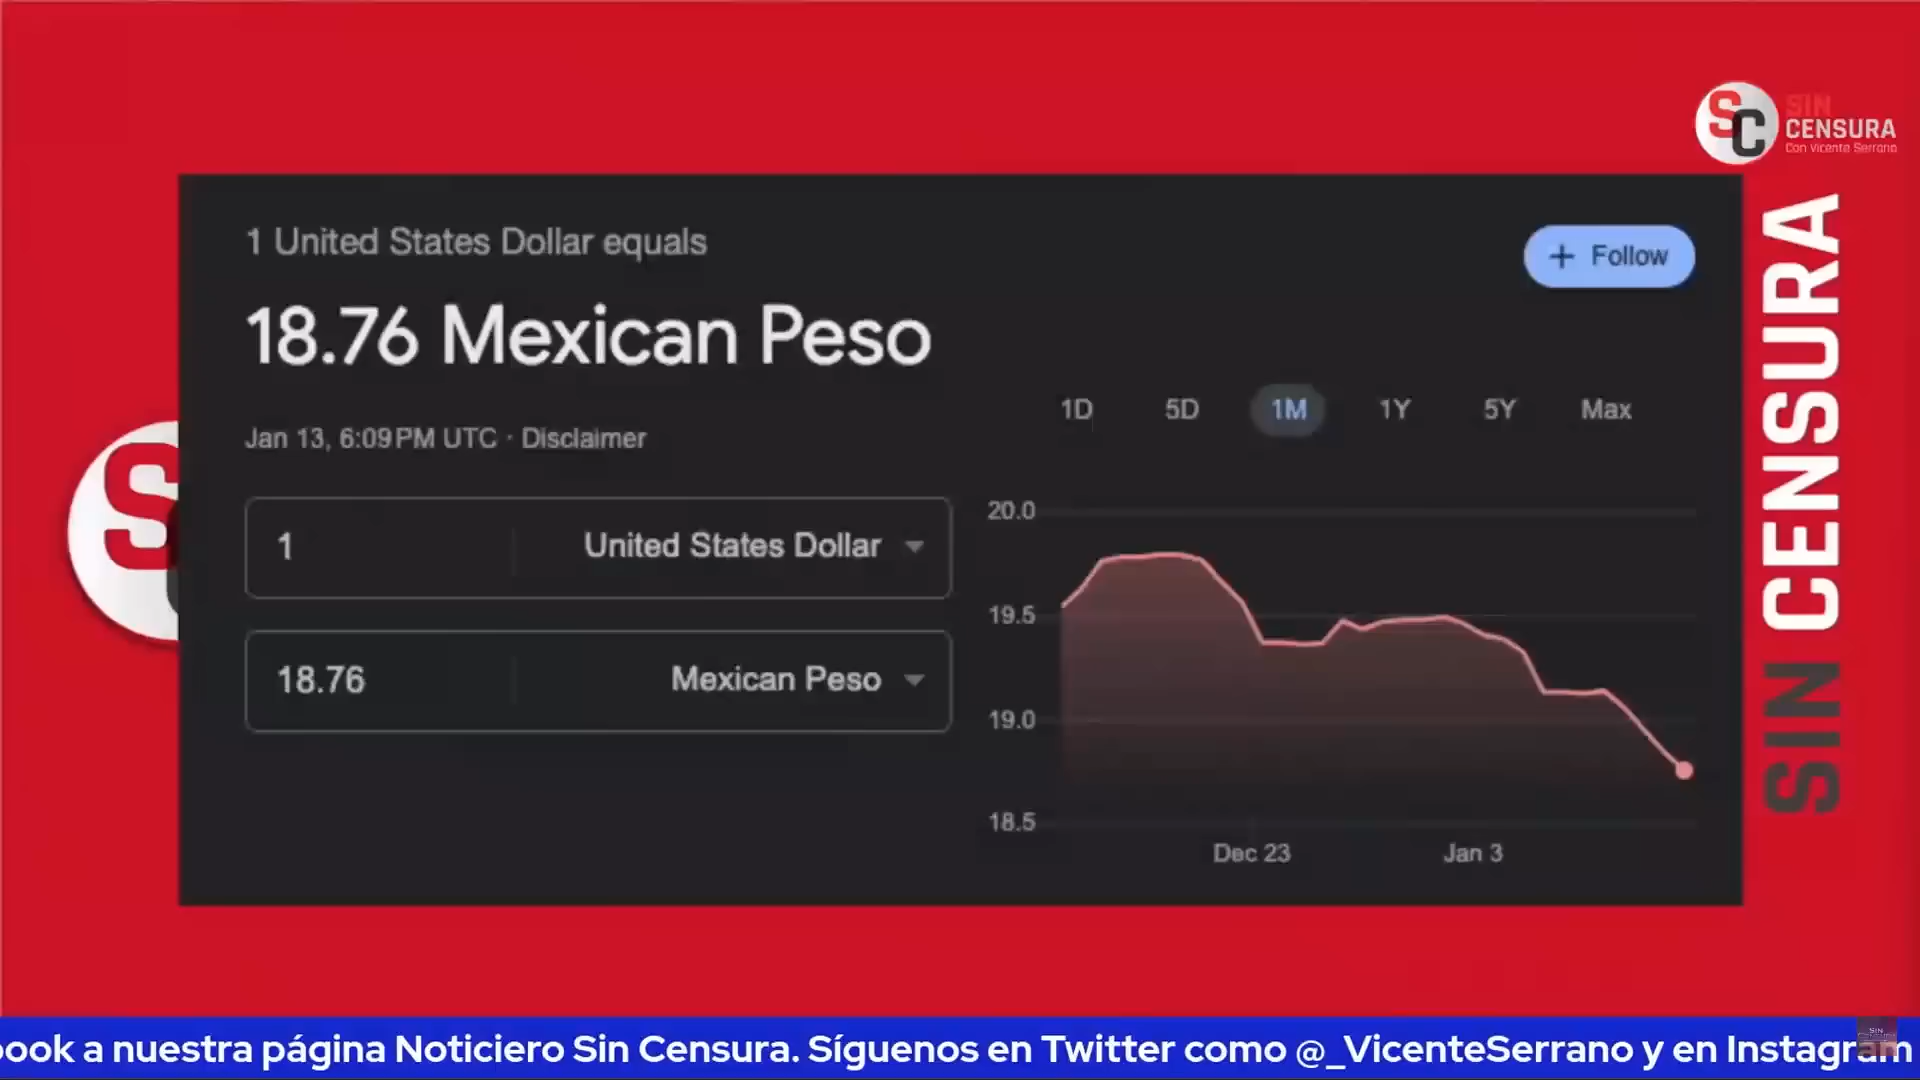 SIN
CENSURA
Con Vicente Serrano
1 United States Dollar equals
+ Follow
18.76 Mexican Peso
Jan 13, 6:09 PM UTC · Disclaimer
1D 5D 1M 1Y 5Y Max
1 United States Dollar
18.76 Mexican Peso
20.0
19.5
19.0
18.5
Dec 23 Jan 3
SIN CENSURA
book a nuestra página Noticiero Sin Censura. Síguenos en Twitter como @_VicenteSerrano y en Instagram